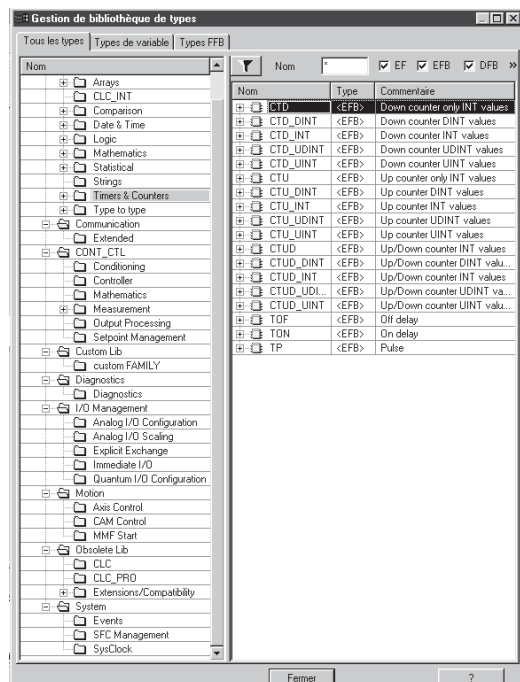 Gestion de bibliothèque de types
Tous les types
Types de variable
Types FFB
Nom
Arrays
CLC_INT
Comparison
Date & Time
Logic
Mathematics
Statistical
Strings
Timers & Counters
Type to type
Communication
Extended
CONT_CTL
Conditioning
Controller
Mathematics
Measurement
Output Processing
Setpoint Management
Custom Lib
custom FAMILY
Diagnostics
Diagnostics
I/O Management
Analog I/O Configuration
Analog I/O Scaling
Explicit Exchange
Immediate I/O
Quantum I/O Configuration
Motion
Axis Control
CAM Control
MMF Start
Obsolete Lib
CLC
CLC_PRO
Extensions/Compatibility
System
Events
SFC Management
SysClock
Nom * EF EFB DFB »
Nom Type Commentaire
CTD <EFB> Down counter only INT values
CTD_DINT <EFB> Down counter DINT values
CTD_INT <EFB> Down counter INT values
CTD_UDINT <EFB> Down counter UDINT values
CTD_UINT <EFB> Down counter UINT values
CTU <EFB> Up counter only INT values
CTU_DINT <EFB> Up counter DINT values
CTU_INT <EFB> Up counter INT values
CTU_UDINT <EFB> Up counter UDINT values
CTU_UINT <EFB> Up counter UINT values
CTUD <EFB> Up/Down counter INT values
CTUD_DINT <EFB> Up/Down counter DINT valu...
CTUD_INT <EFB> Up/Down counter INT values
CTUD_UDI... <EFB> Up/Down counter UDINT va...
CTUD_UINT <EFB> Up/Down counter UINT valu...
TOF <EFB> Off delay
TON <EFB> On delay
TP <EFB> Pulse
Fermer
?